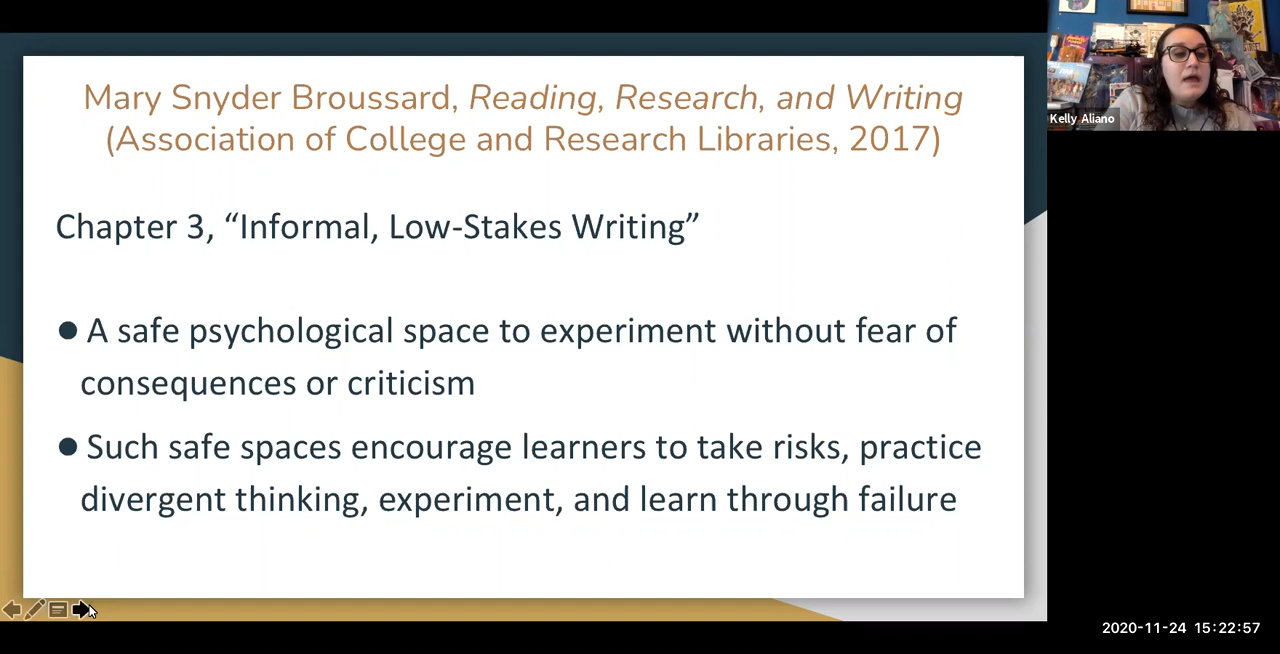 Mary Snyder Broussard, Reading, Research, and Writing
(Association of College and Research Libraries, 2017)
Chapter 3, “Informal, Low-Stakes Writing”
● A safe psychological space to experiment without fear of
consequences or criticism
● Such safe spaces encourage learners to take risks, practice
divergent thinking, experiment, and learn through failure
Kelly Aliano
2020-11-24 15:22:57